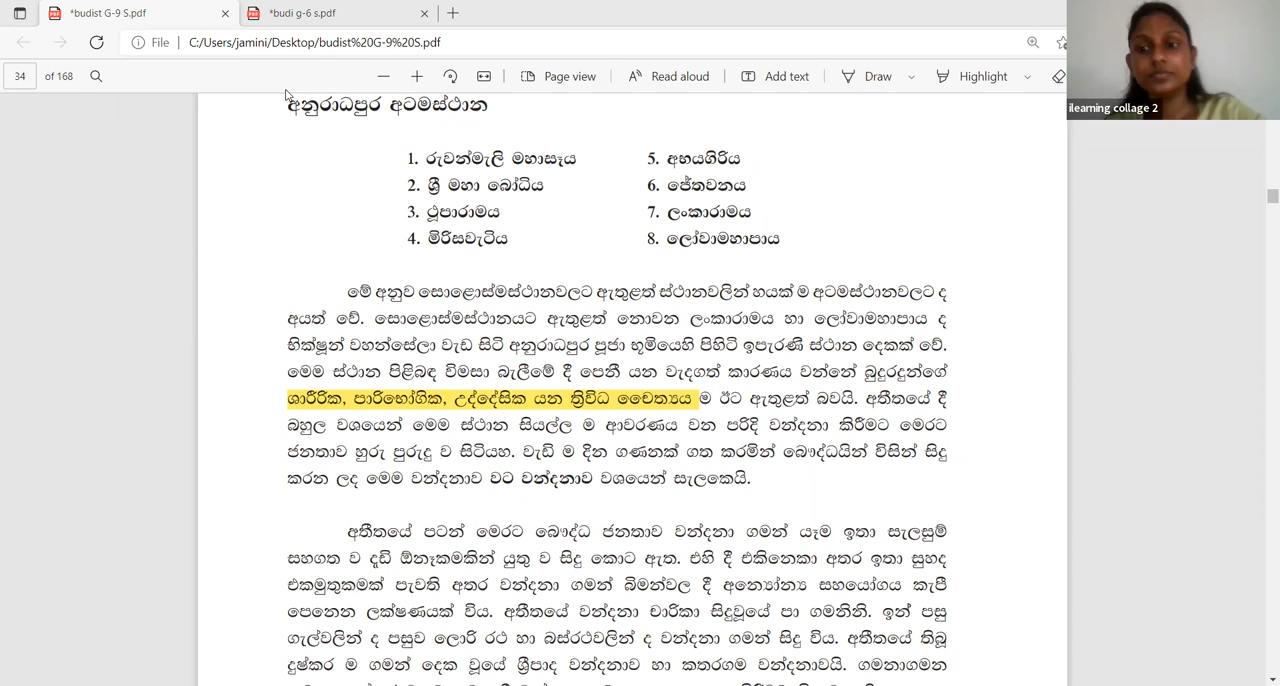 *budist G-9 S.pdf
*budi g-6 s.pdf
File
C:/Users/jamini/Desktop/budist%20G-9%20S.pdf
34 of 168
Page view
Read aloud
Add text
Draw
Highlight
ilearning collage 2
අනුරාධපුර අටමස්ථාන
1. රුවන්මැලි මහාසෑය
2. ශ්‍රී මහා බෝධිය
3. ථූපාරාමය
4. මිරිසවැටිය
5. අභයගිරිය
6. ජේතවනය
7. ලංකාරාමය
8. ලෝවාමහාපාය
මේ අනුව සොළොස්මස්ථානවලට ඇතුළත් ස්ථානවලින් හයක් ම අටමස්ථානවලට ද
අයත් වේ. සොළොස්මස්ථානයට ඇතුළත් නොවන ලංකාරාමය හා ලෝවාමහාපාය ද
භික්ෂූන් වහන්සේලා වැඩ සිටි අනුරාධපුර පූජා භූමියෙහි පිහිටි ඉපැරණි ස්ථාන දෙකක් වේ.
මෙම ස්ථාන පිළිබඳ විමසා බැලීමේ දී පෙනී යන වැදගත් කාරණය වන්නේ බුදුරදුන්ගේ
ශාරීරික, පාරිභෝගික, උද්දේසික යන ත්‍රිවිධ චෛත්‍යය ම ඊට ඇතුළත් බවයි. අතීතයේ දී
බහුල වශයෙන් මෙම ස්ථාන සියල්ල ම ආවරණය වන පරිදි වන්දනා කිරීමට මෙරට
ජනතාව හුරු පුරුදු ව සිටියහ. වැඩි ම දින ගණනක් ගත කරමින් බෞද්ධයින් විසින් සිදු
කරන ලද මෙම වන්දනාව වට වන්දනාව වශයෙන් සැලකෙයි.
අතීතයේ පටන් මෙරට බෞද්ධ ජනතාව වන්දනා ගමන් යෑම ඉතා සැලසුම්
සහගත ව දැඩි ඕනෑකමකින් යුතු ව සිදු කොට ඇත. එහි දී එකිනෙකා අතර ඉතා සුහද
එකමුතුකමක් පැවති අතර වන්දනා ගමන් බිමන්වල දී අන්‍යෝන්‍ය සහයෝගය කැපී
පෙනෙන ලක්ෂණයක් විය. අතීතයේ වන්දනා චාරිකා සිදුවූයේ පා ගමනිනි. ඉන් පසු
ගැල්වලින් ද පසුව ලොරි රථ හා බස්රථවලින් ද වන්දනා ගමන් සිදු විය. අතීතයේ තිබූ
දුෂ්කර ම ගමන් දෙක වූයේ ශ්‍රීපාද වන්දනාව හා කතරගම වන්දනාවයි. ගමනාගමන